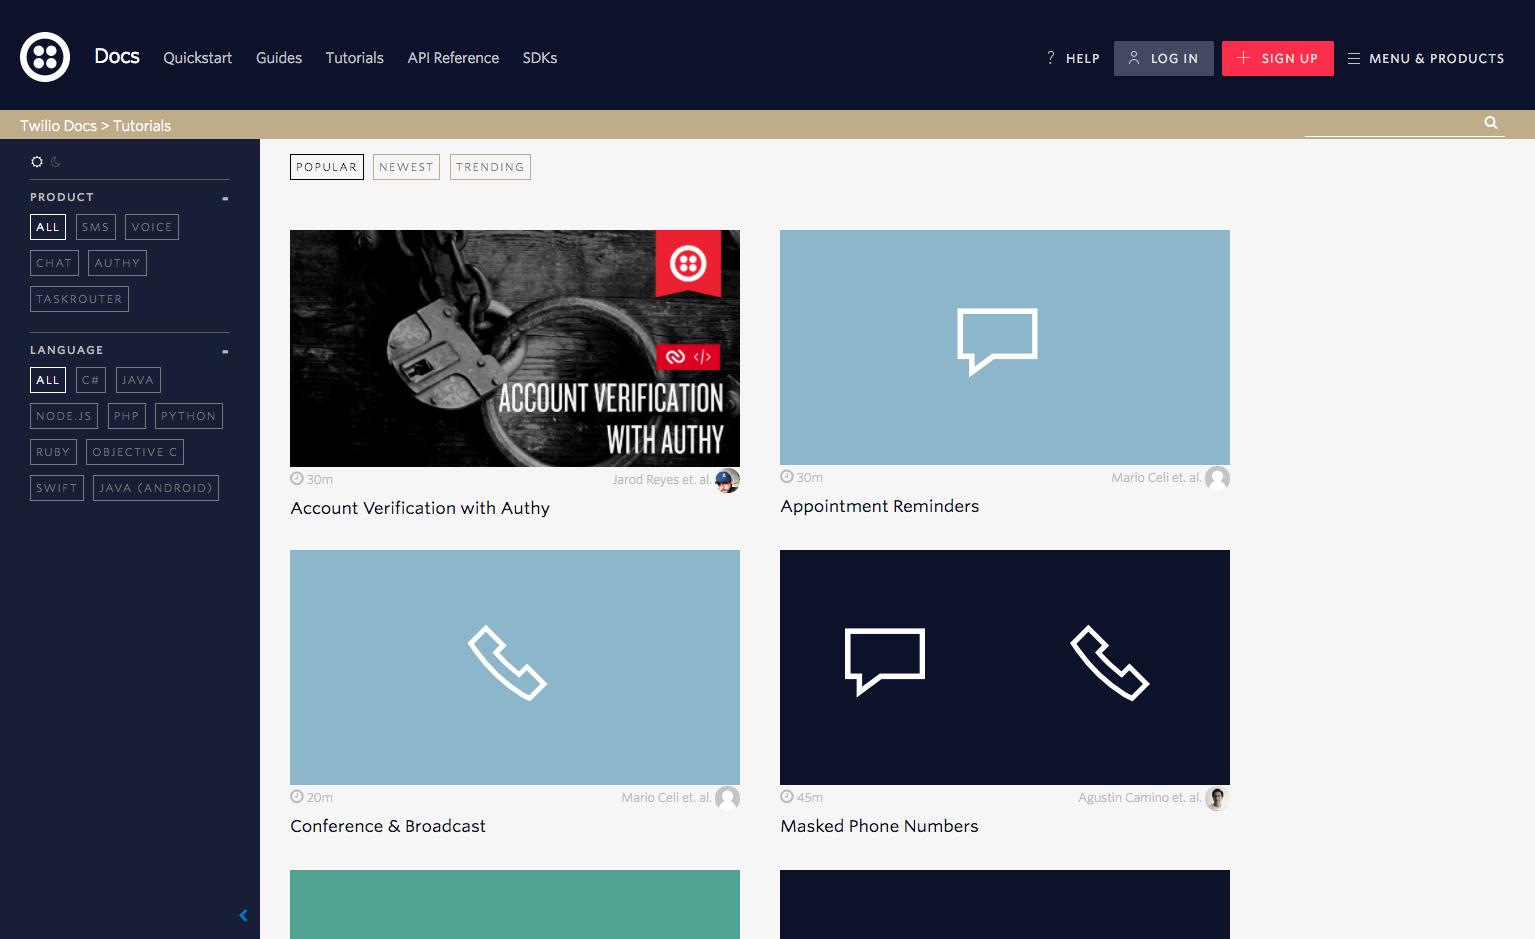 Docs Quickstart Guides Tutorials API Reference SDKs ? HELP LOG IN SIGN UP MENU & PRODUCTS
Twilio Docs > Tutorials
PRODUCT -
ALL SMS VOICE
CHAT AUTHY
TASKROUTER
LANGUAGE -
ALL C# JAVA
NODE.JS PHP PYTHON
RUBY OBJECTIVE C
SWIFT JAVA (ANDROID)
POPULAR NEWEST TRENDING
</>
ACCOUNT VERIFICATION
WITH AUTHY
30m Jarod Reyes et. al.
Account Verification with Authy
30m Mario Celi et. al.
Appointment Reminders
20m Mario Celi et. al.
Conference & Broadcast
45m Agustin Camino et. al.
Masked Phone Numbers